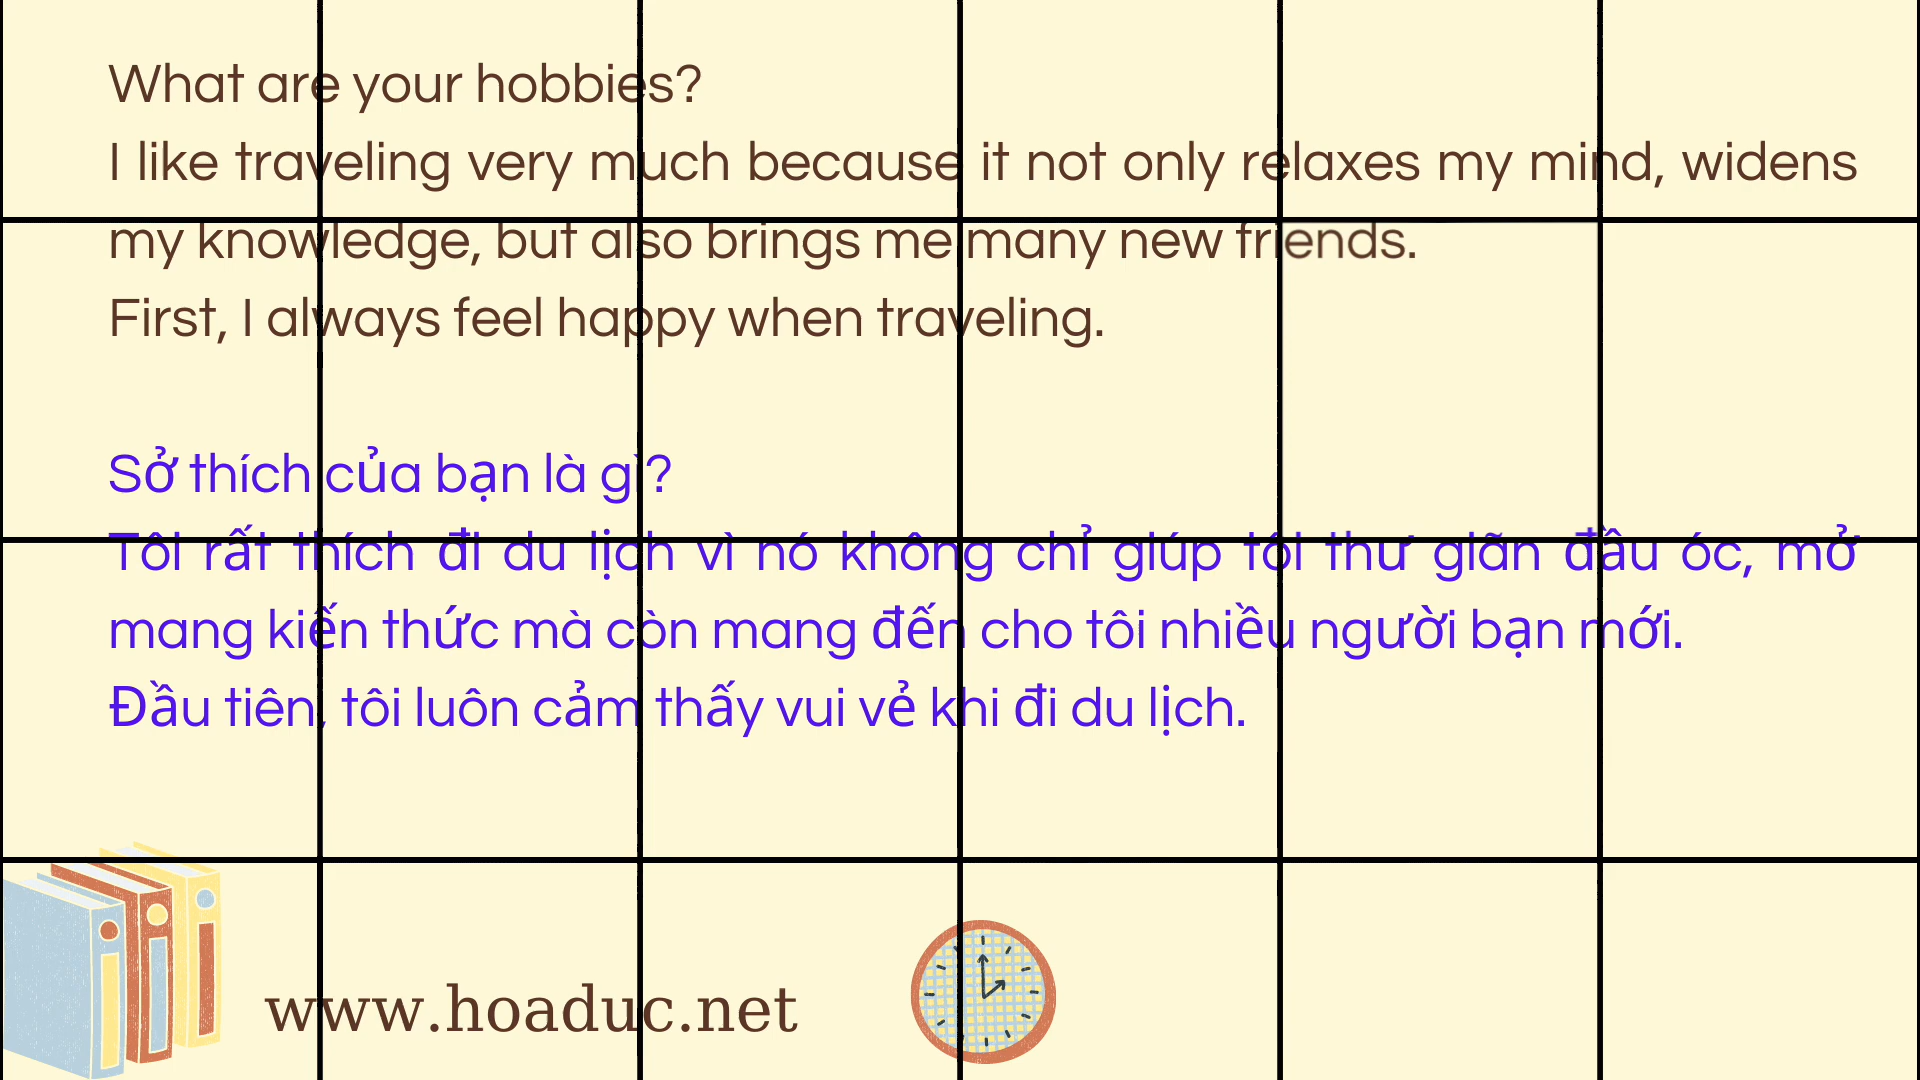 What are your hobbies?
I like traveling very much because it not only relaxes my mind, widens
my knowledge, but also brings me many new friends.
First, I always feel happy when traveling.
Sở thích của bạn là gì?
Tôi rất thích đi du lịch vì nó không chỉ giúp tôi thư giãn đầu óc, mở
mang kiến thức mà còn mang đến cho tôi nhiều người bạn mới.
Đầu tiên, tôi luôn cảm thấy vui vẻ khi đi du lịch.
www.hoaduc.net